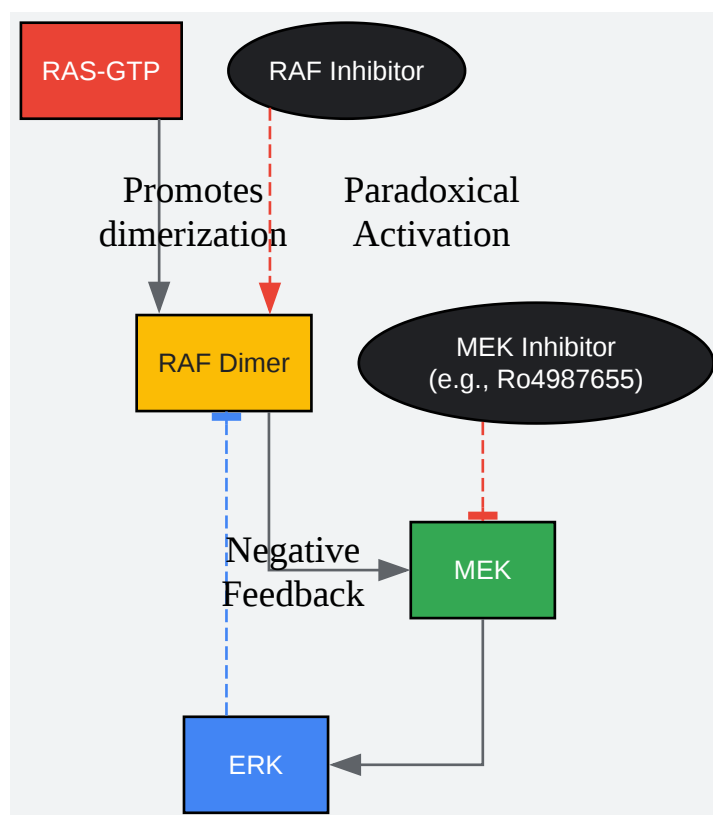 RAS-GTP
RAF Inhibitor
Promotes
dimerization
Paradoxical
Activation
RAF Dimer
MEK Inhibitor
(e.g., Ro4987655)
Negative
Feedback
MEK
ERK